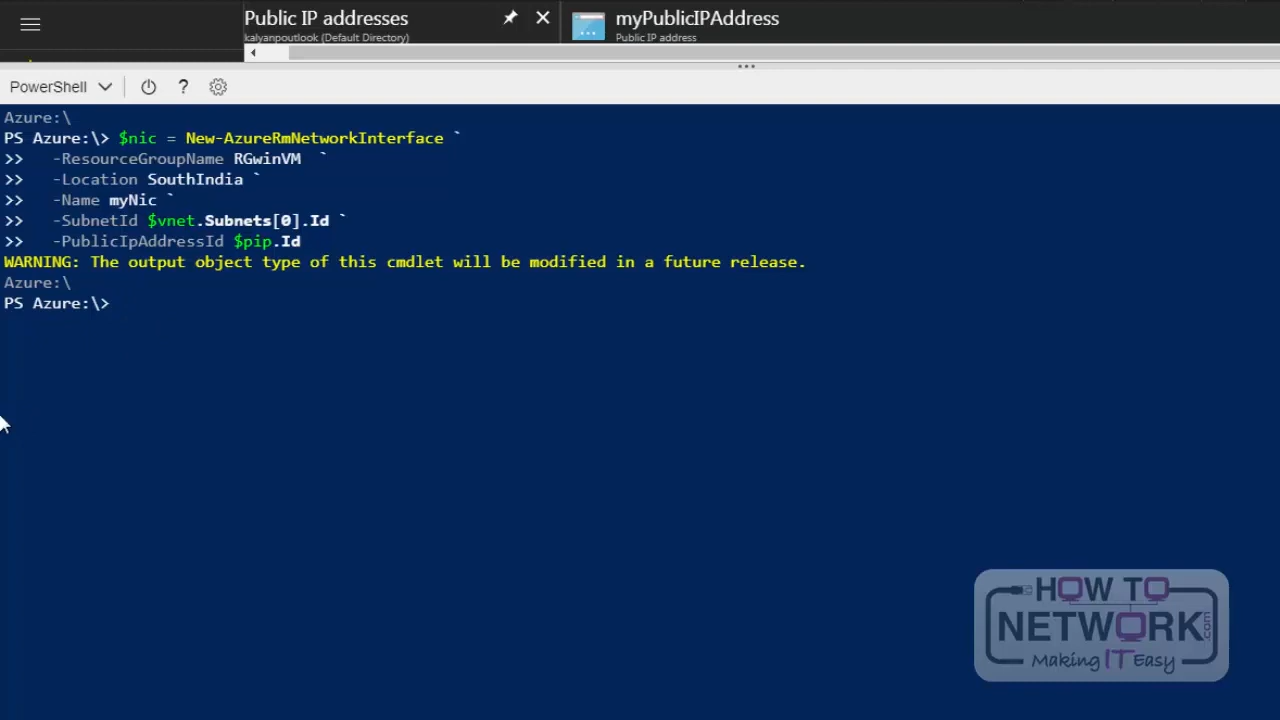 Public IP addresses
kalyanpoutlook (Default Directory)
myPublicIPAddress
Public IP address
PowerShell
?
Azure:\
PS Azure:\> $nic = New-AzureRmNetworkInterface `
>>   -ResourceGroupName RGwinVM  `
>>   -Location SouthIndia `
>>   -Name myNic `
>>   -SubnetId $vnet.Subnets[0].Id `
>>   -PublicIpAddressId $pip.Id
WARNING: The output object type of this cmdlet will be modified in a future release.
Azure:\
PS Azure:\>
HOW TO
NETWORK.com
Making IT Easy